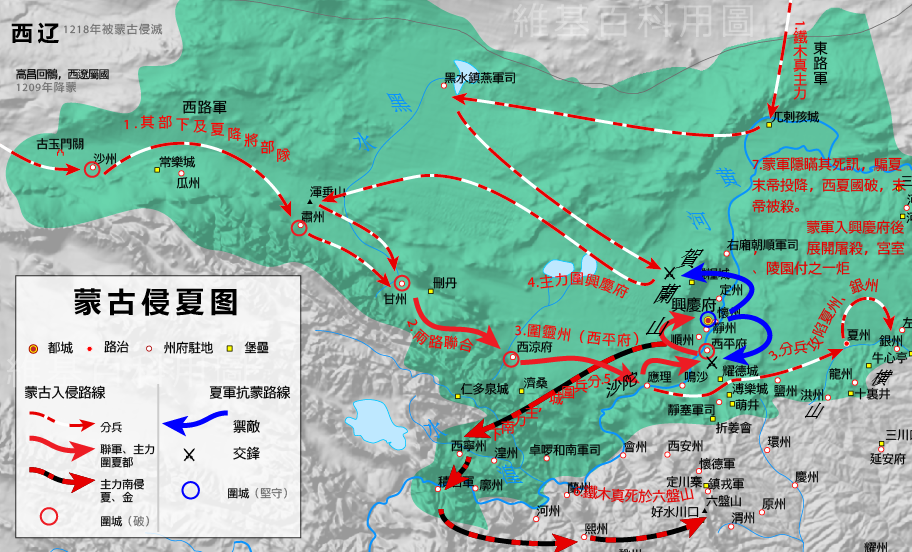 維基百科用圖
西辽 1218年被蒙古侵滅
高昌回鶻，西遼屬國
1209年降蒙
西路軍
1.其部下及夏降將部隊
古玉門關
沙州
常樂城
瓜州
黑水鎮燕軍司
黑
水
1.鐵木真主力
東路軍
兀剌孩城
7.蒙軍隱瞞其死訊，騙夏
末帝投降，西夏國破，末
帝被殺。
蒙軍入興慶府後
，展開屠殺，宮室
、陵園付之一炬
黃
河
渾垂山
肅州
甘州
刪丹
2.兩路聯合
3.圍靈州（西平府）
4.主力圍興慶府
西涼府
右廂朝順軍司
賀
蘭
山
定州
興慶府
懷州
靜州
順州
西平府
3.分兵攻陷夏州、銀州
夏州
牛心亭
橫
山
沙陀
應理
鳴沙
耀德城
溥樂城
萌井
鹽州
洪州
龍州
十裏井
靜塞軍司
折姜會
仁多泉城
濟桑
西寧州
湟州
卓囉和南軍司
會州
西安州
懷德軍
環州
三川
延安府
廓州
蘭州
6.鐵木真死於六盤山
定川寨
鎮戎軍
六盤山
好水川口
慶州
原州
渭州
河州
熙州
蒙古侵夏图
都城
路治
州府駐地
堡壘
蒙古入侵路線
夏軍抗蒙路線
分兵
聯軍、主力
圍夏都
主力南侵
夏、金
圍城（破）
禦敵
交鋒
圍城（堅守）